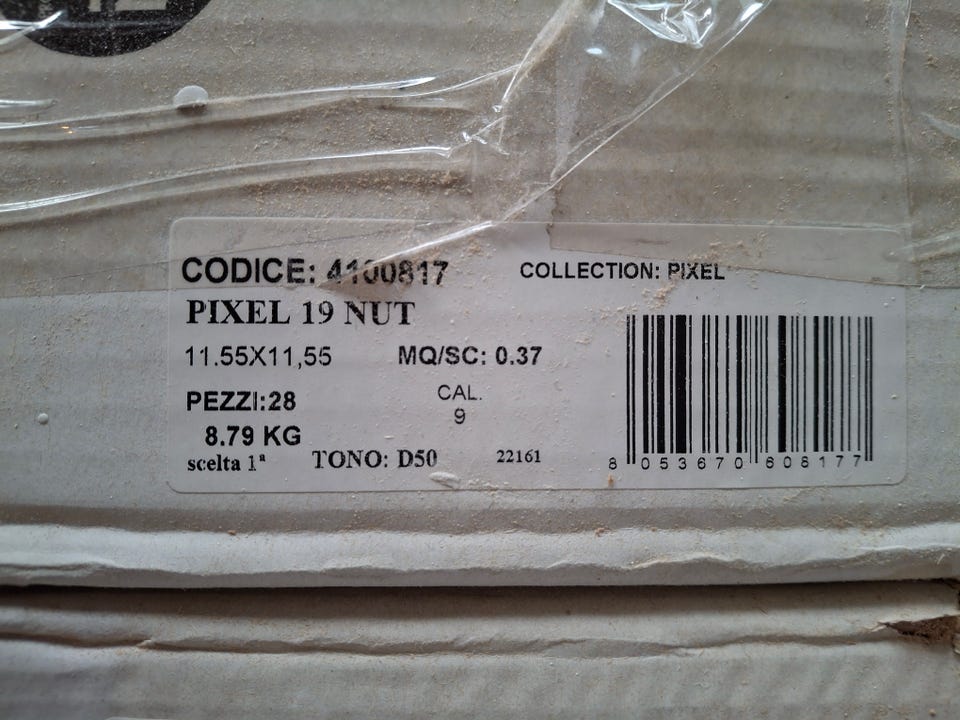 CODICE: 4100817
COLLECTION: PIXEL
PIXEL 19 NUT
11.55X11,55
MQ/SC: 0.37
PEZZI:28
CAL.
9
8.79 KG
scelta 1ª
TONO: D50
22161
8 053670 608177